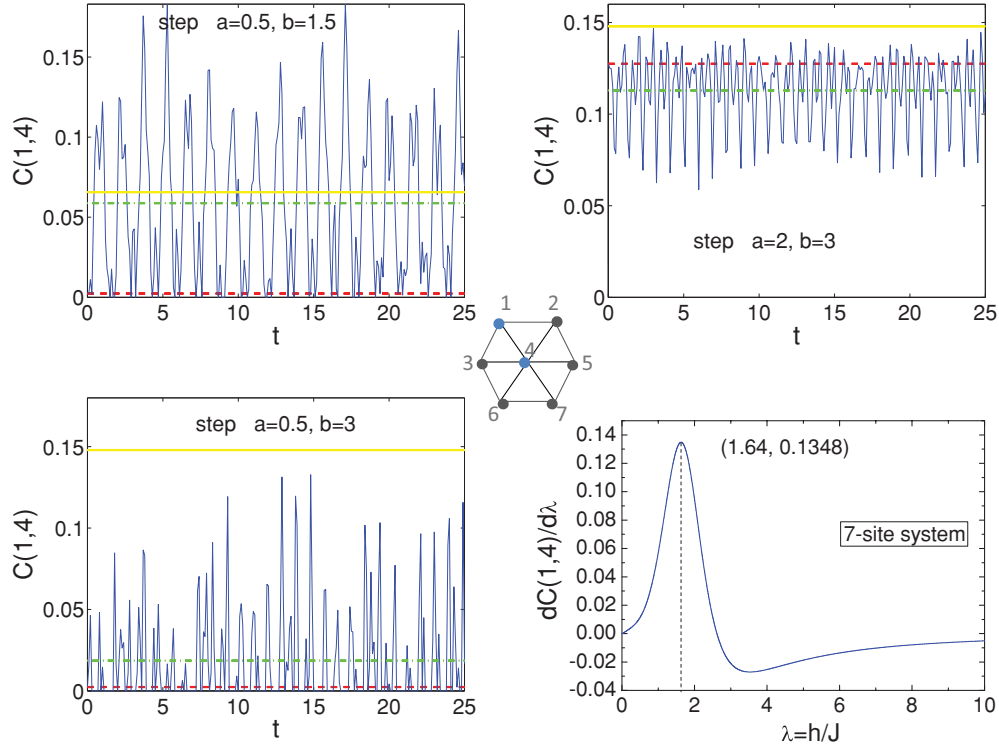 step a=0.5, b=1.5
0.15
0.1
0.05
0
C(1,4)
0 5 10 15 20 25
t
0.15
0.1
0.05
0
C(1,4)
step a=2, b=3
0 5 10 15 20 25
t
1 2
3 4 5
6 7
step a=0.5, b=3
0.2
0.15
0.1
0.05
0
C(1,4)
0 5 10 15 20 25
t
(1.64, 0.1348)
7-site system
0.14
0.12
0.10
0.08
0.06
0.04
0.02
0.00
-0.02
-0.04
dC(1,4)/dλ
0 2 4 6 8 10
λ=h/J